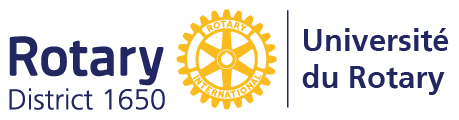 Rotary
District 1650
ROTARY
INTERNATIONAL
Université
du Rotary